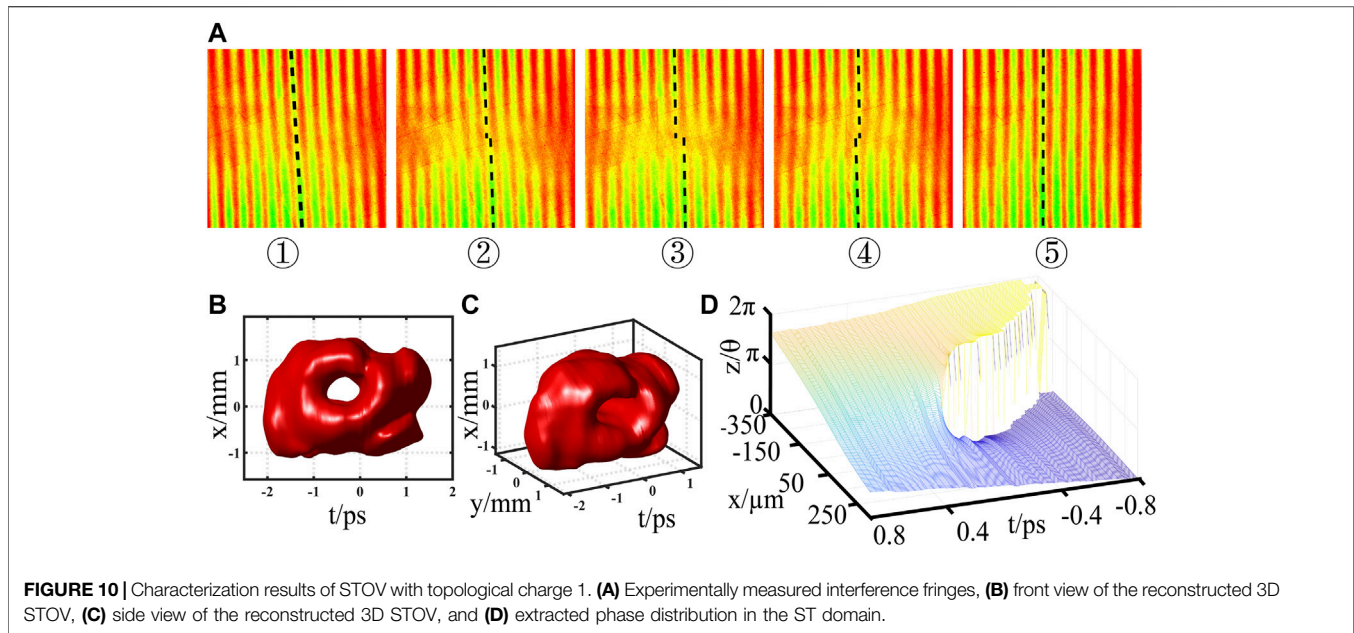 A
① ② ③ ④ ⑤
B
x/mm
1
0
-1
-2 -1 0 1 2
t/ps
C
x/mm
1
0
-1
-1 0 1
y/mm
-2 -1 0 1
t/ps
D
z/θ
2π
π
0
-350
-150
50
250
x/μm
0.8 0.4 -0.4 -0.8
t/ps
FIGURE 10 | Characterization results of STOV with topological charge 1. (A) Experimentally measured interference fringes, (B) front view of the reconstructed 3D
STOV, (C) side view of the reconstructed 3D STOV, and (D) extracted phase distribution in the ST domain.